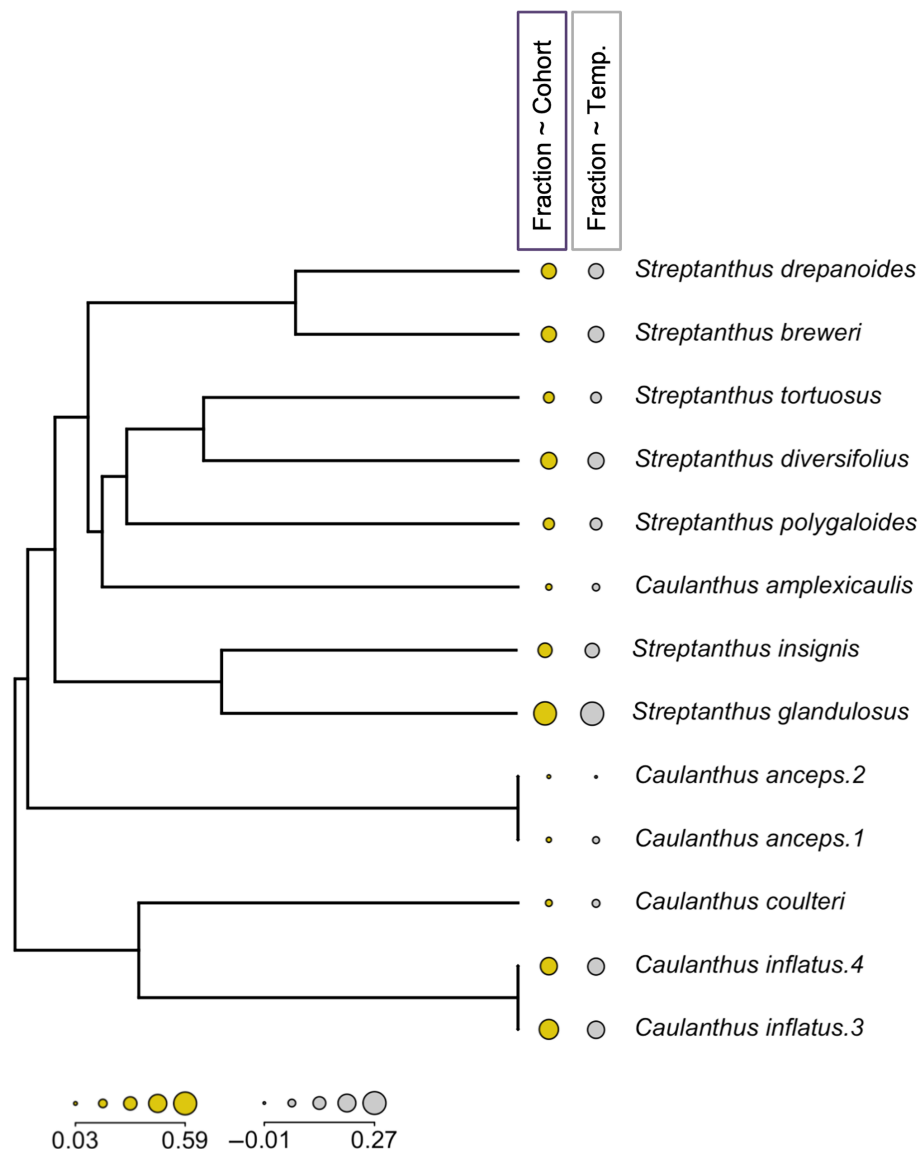 Fraction ~ Cohort
Fraction ~ Temp.
Streptanthus drepanoides
Streptanthus breweri
Streptanthus tortuosus
Streptanthus diversifolius
Streptanthus polygaloides
Caulanthus amplexicaulis
Streptanthus insignis
Streptanthus glandulosus
Caulanthus anceps.2
Caulanthus anceps.1
Caulanthus coulteri
Caulanthus inflatus.4
Caulanthus inflatus.3
0.03 0.59 –0.01 0.27